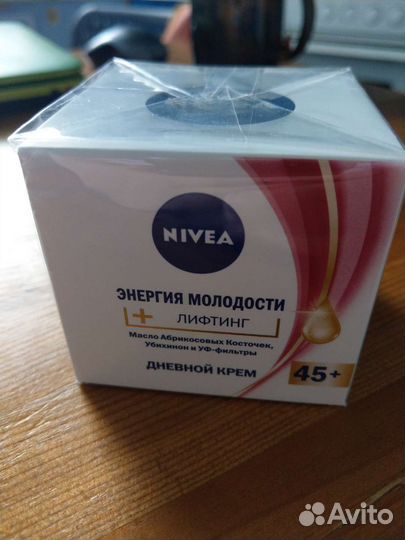 NIVEA
ЭНЕРГИЯ МОЛОДОСТИ
+ ЛИФТИНГ
Масло Абрикосовых Косточек,
Убихинон и УФ-фильтры
ДНЕВНОЙ КРЕМ
45+
Avito